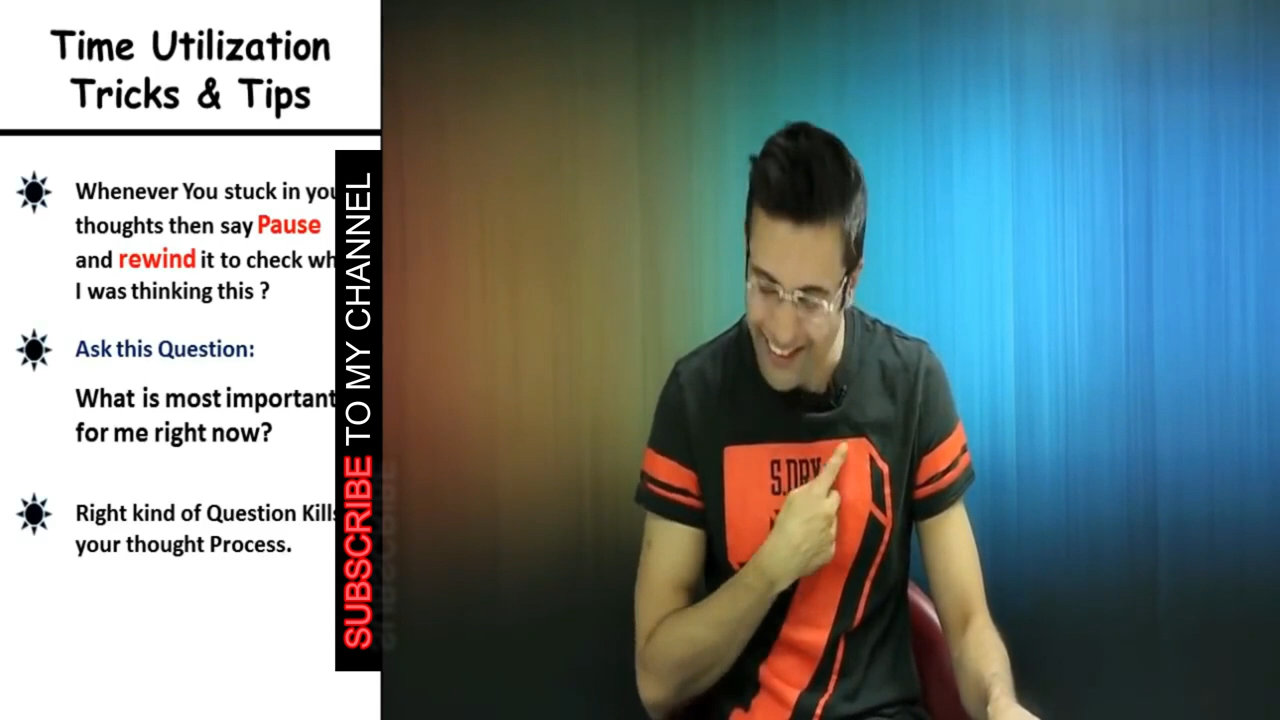 Time Utilization
Tricks & Tips
Whenever You stuck in you
thoughts then say Pause
and rewind it to check wh
I was thinking this ?
Ask this Question:
What is most important
for me right now?
Right kind of Question Kills
your thought Process.
SUBSCRIBE TO MY CHANNEL
S.DRY